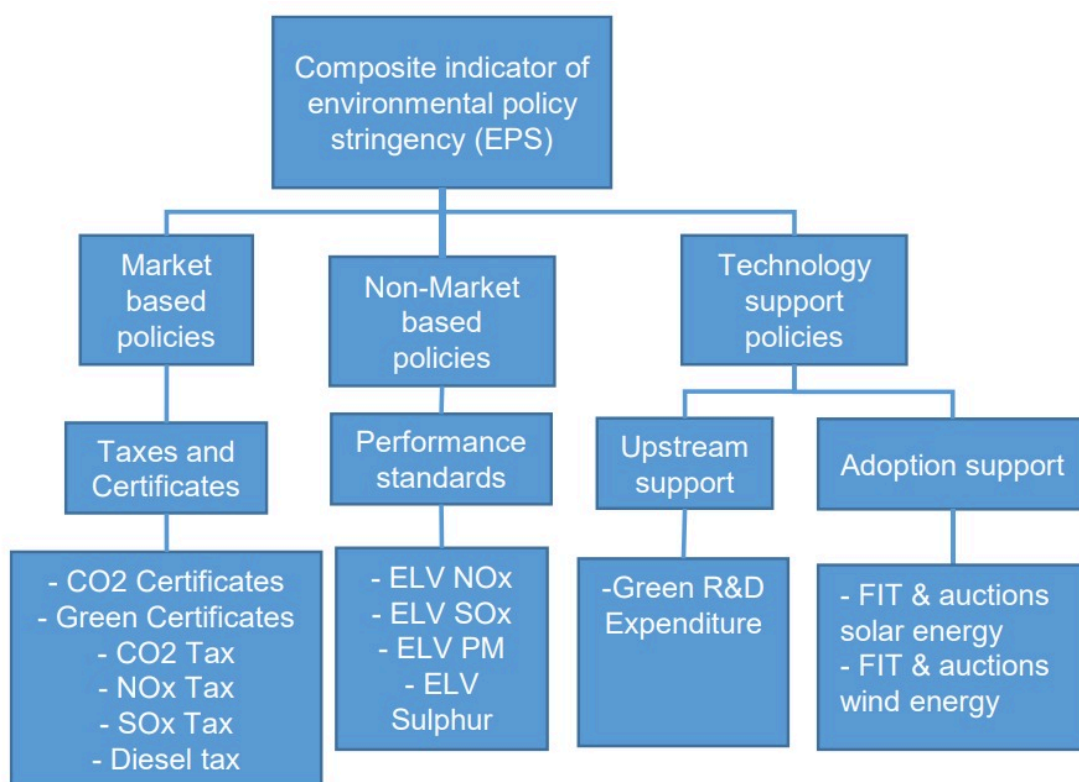 Composite indicator of
environmental policy
stringency (EPS)
Market
based
policies
Non-Market
based
policies
Technology
support
policies
Taxes and
Certificates
Performance
standards
Upstream
support
Adoption support
- CO2 Certificates
- Green Certificates
- CO2 Tax
- NOx Tax
- SOx Tax
- Diesel tax
- ELV NOx
- ELV SOx
- ELV PM
- ELV
Sulphur
-Green R&D
Expenditure
- FIT & auctions
solar energy
- FIT & auctions
wind energy